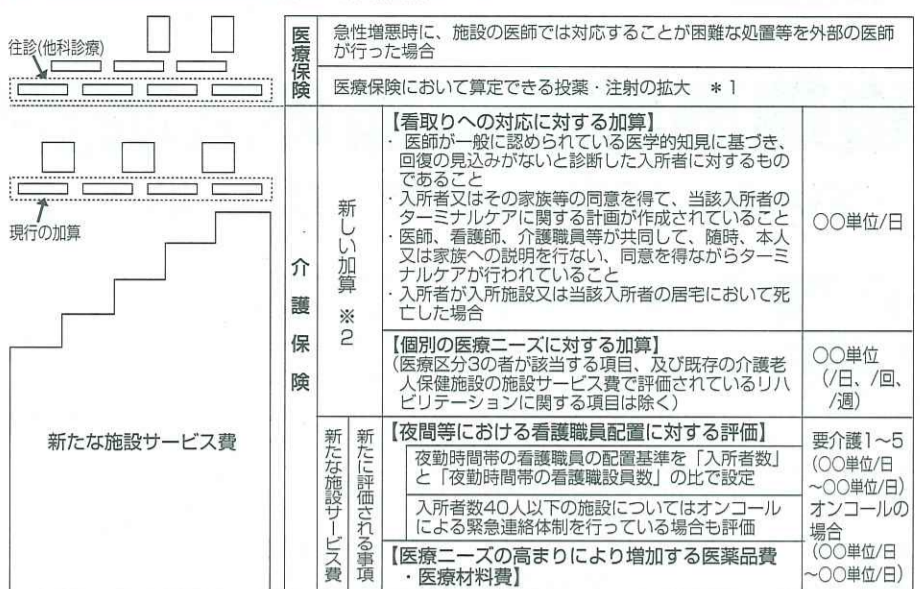 往診(他科診療)
現行の加算
新たな施設サービス費
医療保険
急性増悪時に、施設の医師では対応することが困難な処置等を外部の医師
が行った場合
医療保険において算定できる投薬・注射の拡大 *1
介護保険
新しい加算 ※2
【看取りへの対応に対する加算】
・医師が一般に認められている医学的知見に基づき、
回復の見込みがないと診断した入所者に対するもの
であること
・入所者又はその家族等の同意を得て、当該入所者の
ターミナルケアに関する計画が作成されていること
・医師、看護師、介護職員等が共同して、随時、本人
又は家族への説明を行ない、同意を得ながらターミ
ナルケアが行われていること
・入所者が入所施設又は当該入所者の居宅において死
亡した場合
〇〇単位/日
【個別の医療ニーズに対する加算】
(医療区分3の者が該当する項目、及び既存の介護老
人保健施設の施設サービス費で評価されているリハ
ビリテーションに関する項目は除く)
〇〇単位
(/日、/回、
/週)
新たな施設サービス費
新たに評価される事項
【夜間等における看護職員配置に対する評価】
夜勤時間帯の看護職員の配置基準を「入所者数」
と「夜勤時間帯の看護職設員数」の比で設定
入所者数40人以下の施設についてはオンコール
による緊急連絡体制を行っている場合も評価
【医療ニーズの高まりにより増加する医薬品費
・医療材料費】
要介護1～5
(〇〇単位/日
～〇〇単位/日)
オンコールの
場合
(〇〇単位/日
～〇〇単位/日)